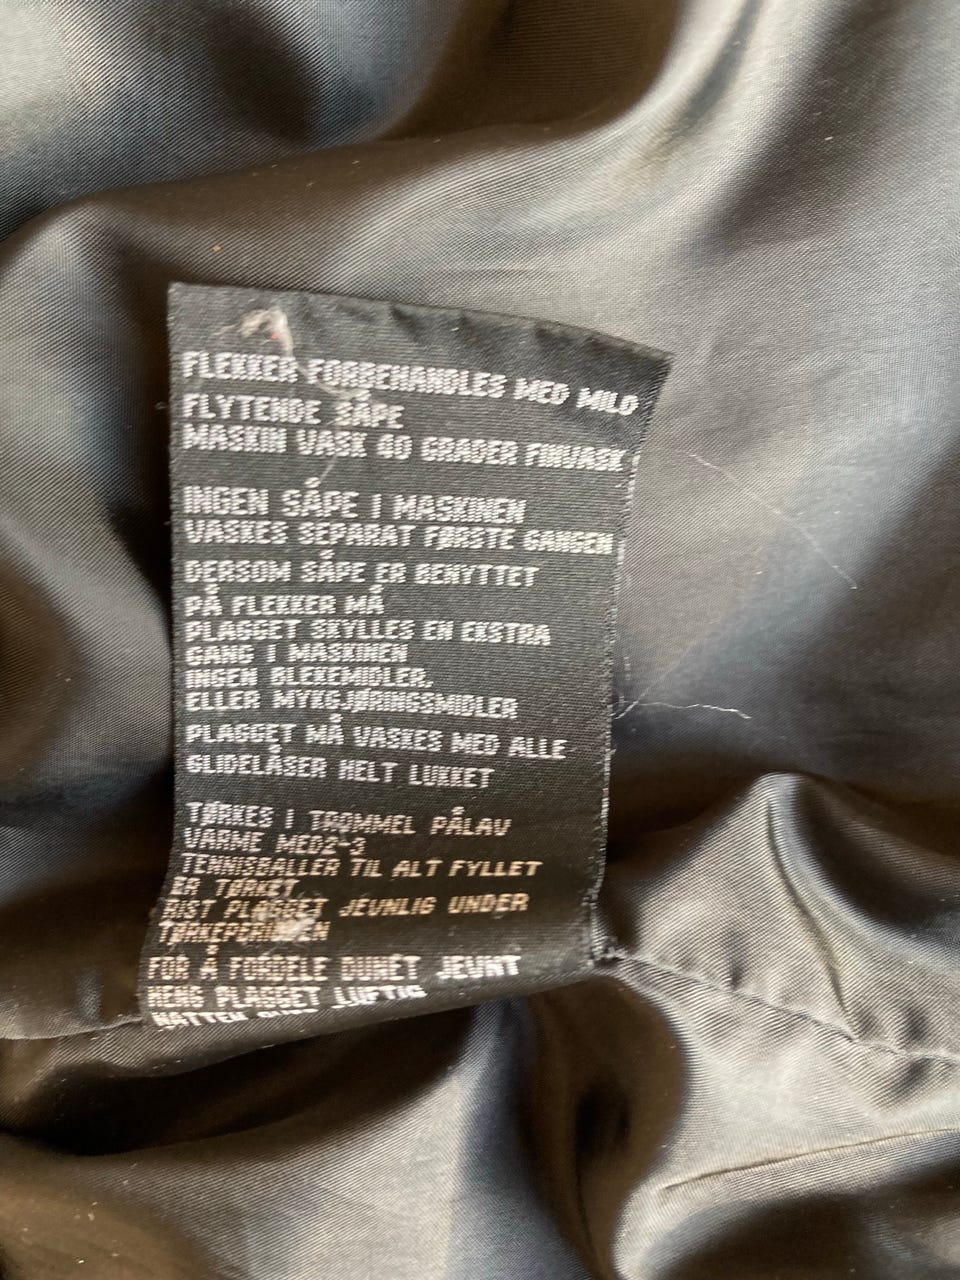 FLEKKER FORBEHANDLES MED MILD
FLYTENDE SÅPE
MASKIN VASK 40 GRADER FINVASK
INGEN SÅPE I MASKINEN
VASKES SEPARAT FØRSTE GANGEN
DERSOM SÅPE ER BENYTTET
PÅ FLEKKER MÅ
PLAGGET SKYLLES EN EKSTRA
GANG I MASKINEN
INGEN BLEKEMIDLER,
ELLER MYKGJØRINGSMIDLER
PLAGGET MÅ VASKES MED ALLE
GLIDELÅSER HELT LUKKET
TØRKES I TROMMEL PÅLAV
VARME MED2-3
TENNISBALLER TIL ALT FYLLET
ER TØRKET
RIST PLAGGET JEVNLIG UNDER
TØRKEPERIODEN
FOR Å FORDELE DUNET JEVNT
HENG PLAGGET LUFTIG
NATTEN